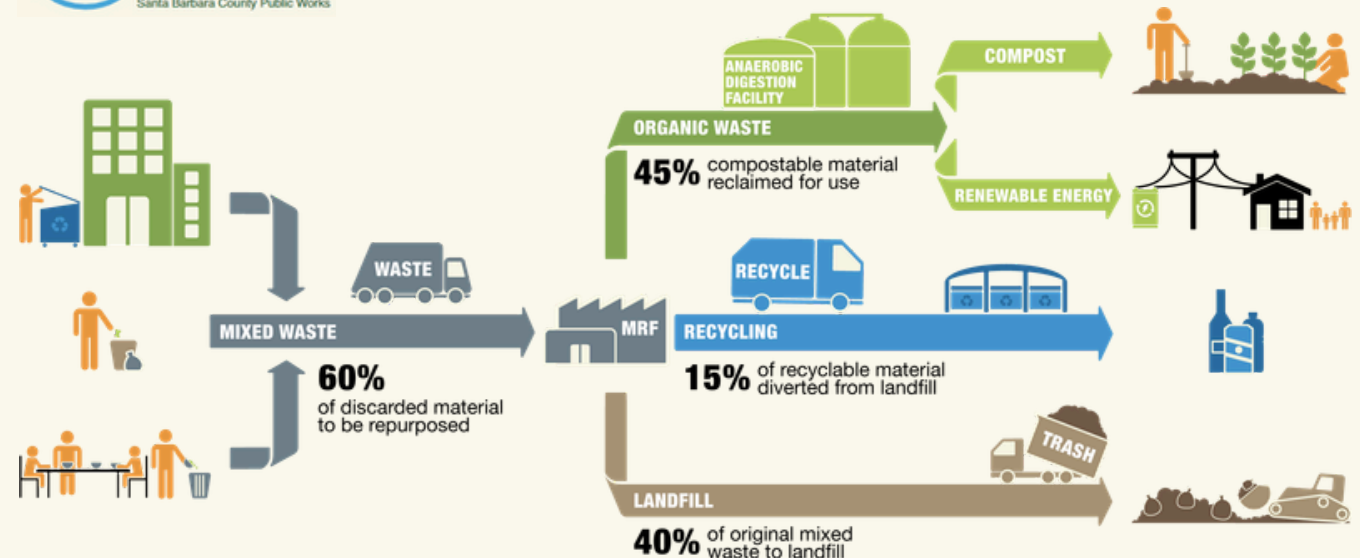 Santa Barbara County Public Works
ANAEROBIC
DIGESTION
FACILITY
COMPOST
ORGANIC WASTE
45% compostable material
reclaimed for use
RENEWABLE ENERGY
WASTE
RECYCLE
MIXED WASTE
MRF
RECYCLING
60%
of discarded material
to be repurposed
15% of recyclable material
diverted from landfill
TRASH
LANDFILL
40% of original mixed
waste to landfill